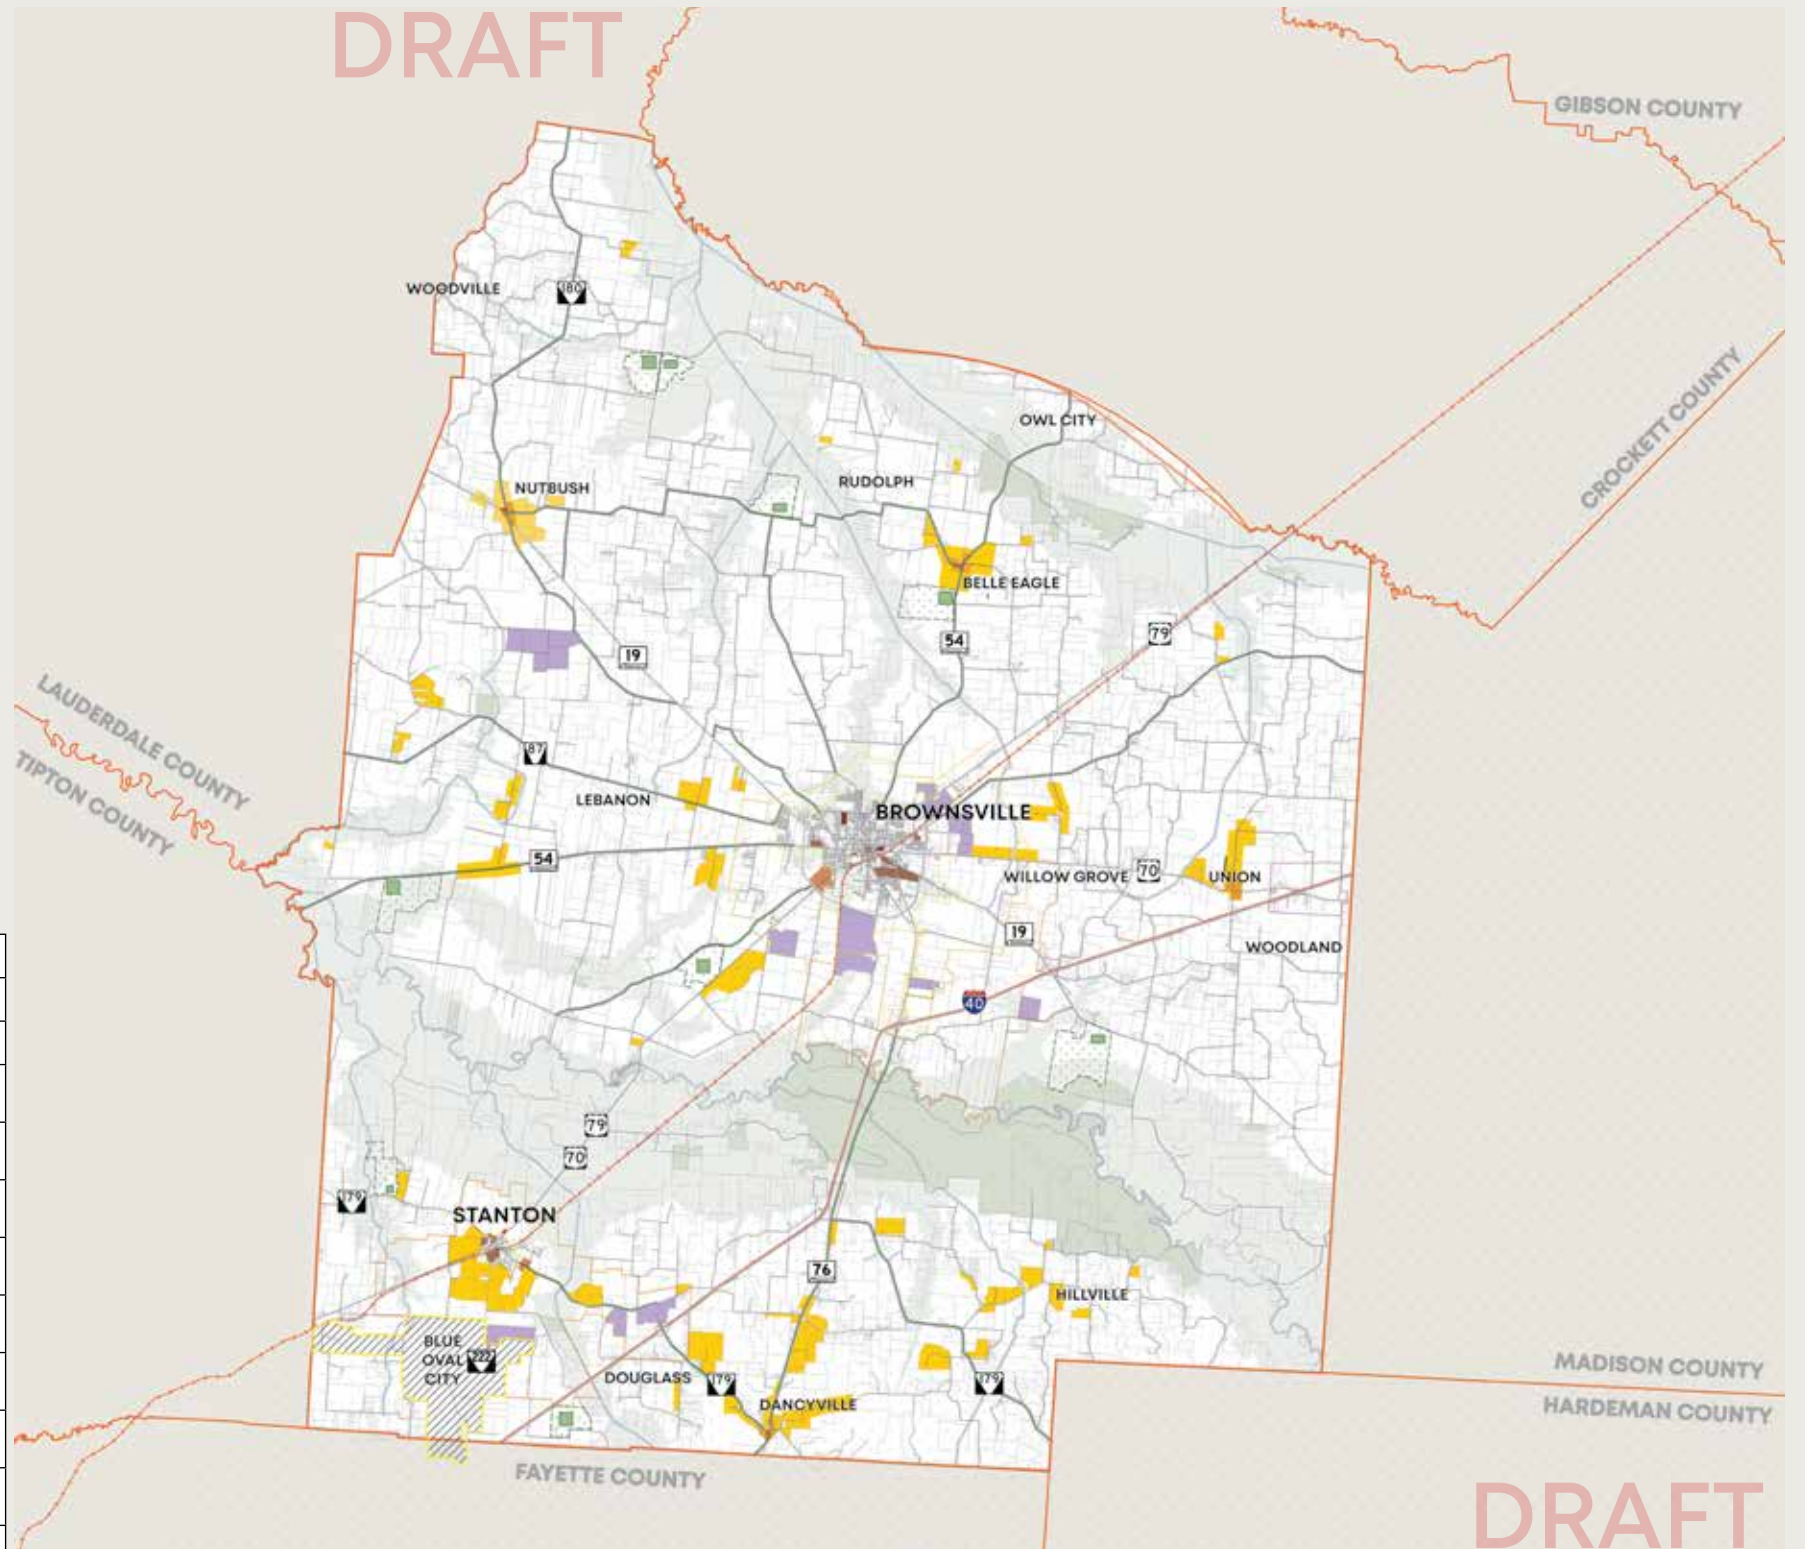 DRAFT
GIBSON COUNTY
WOODVILLE
180
CROCKETT COUNTY
OWL CITY
NUTBUSH
RUDOLPH
BELLE EAGLE
54
79
19
LAUDERDALE COUNTY
TIPTON COUNTY
87
LEBANON
BROWNSVILLE
54
WILLOW GROVE
70
UNION
19
WOODLAND
40
79
70
179
STANTON
76
HILLVILLE
BLUE
OVAL
CITY
222
DOUGLASS
179
179
DANCYVILLE
MADISON COUNTY
HARDEMAN COUNTY
FAYETTE COUNTY
DRAFT